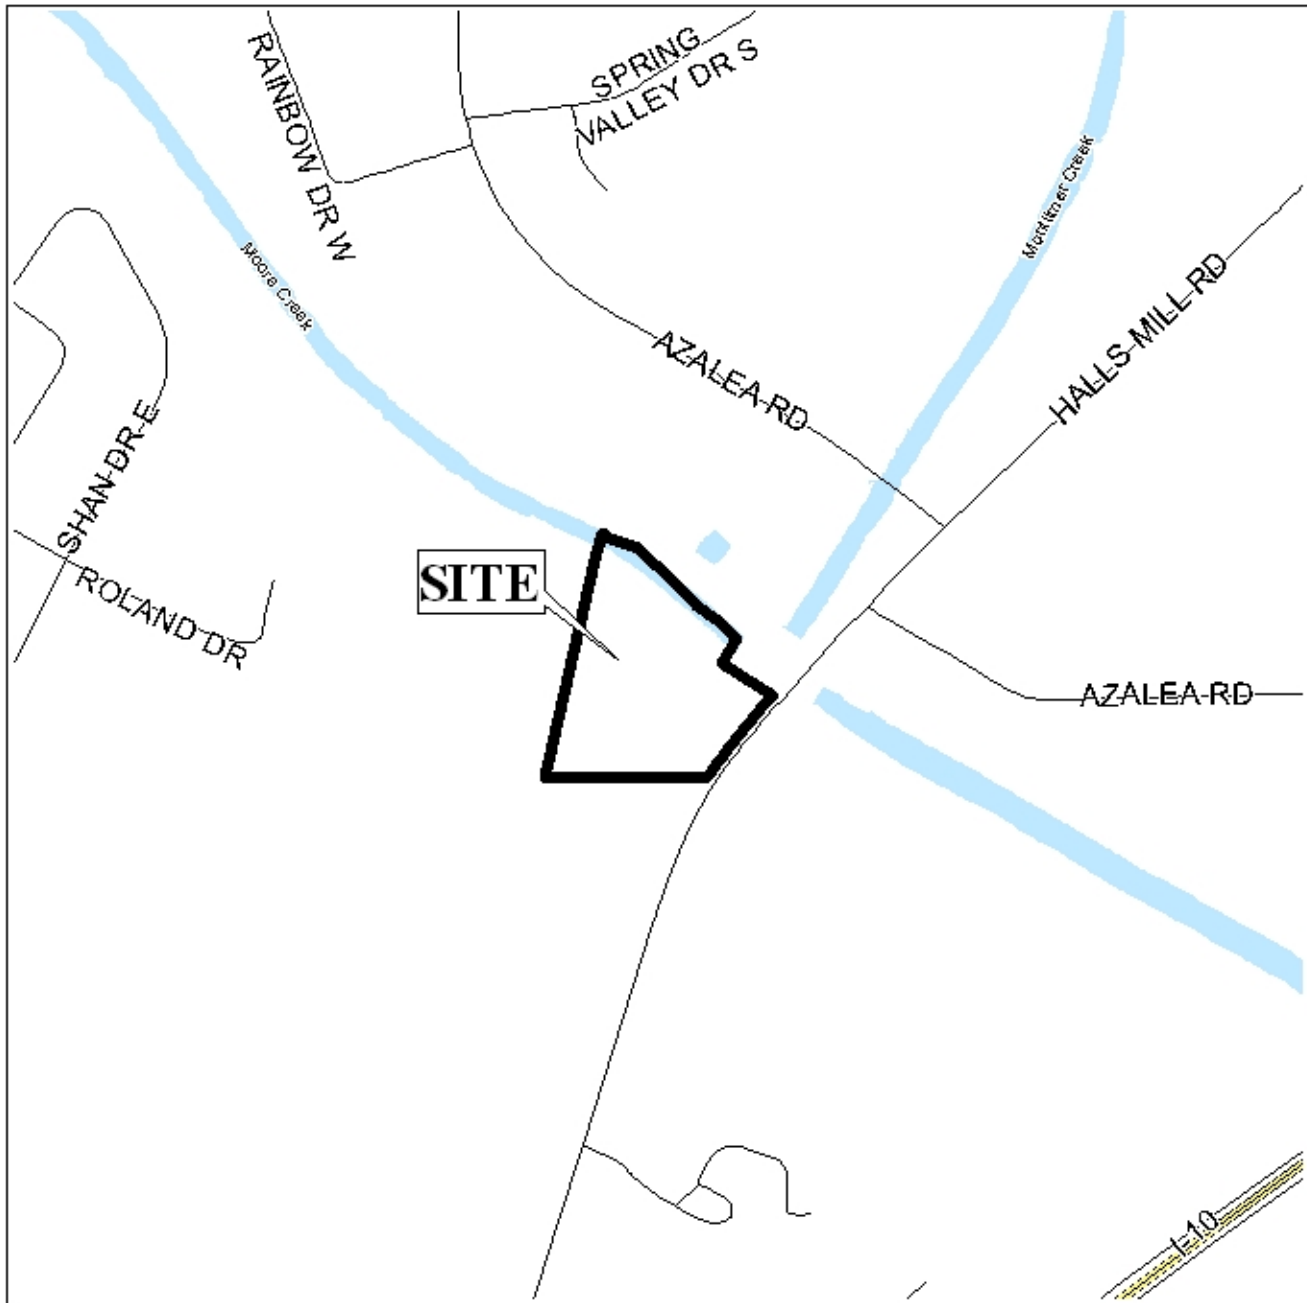 SPRING
VALLEY DR S
RAINBOW DR W
Moore Creek
Montlimar Creek
HALLS MILL RD
AZALEA RD
SHAN DR E
SITE
ROLAND DR
AZALEA RD
I-10